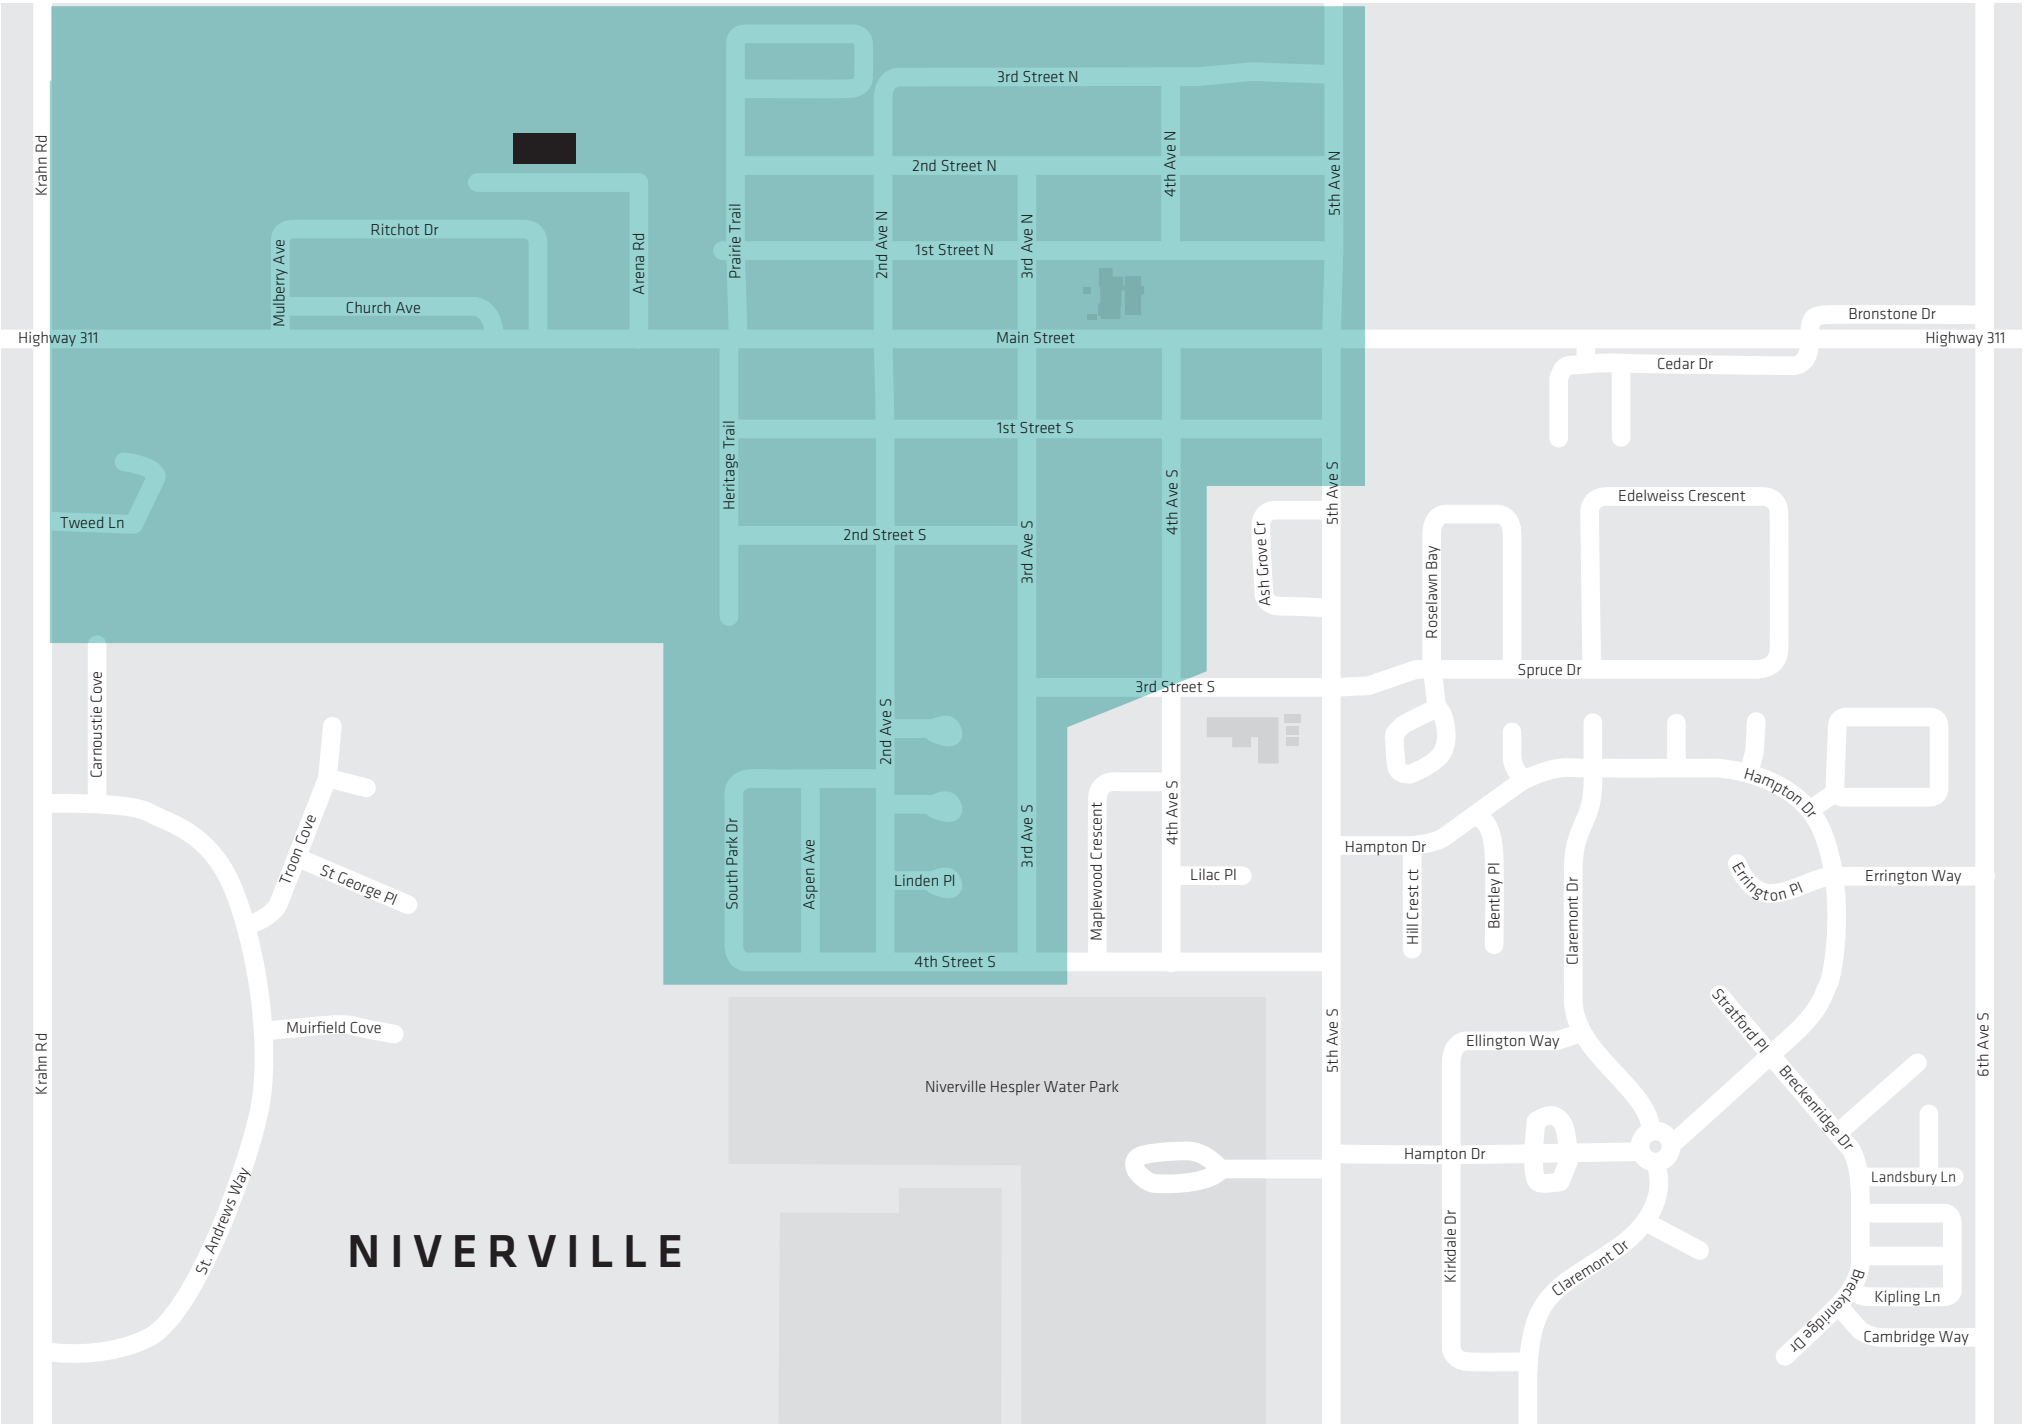 3rd Street N
Krahn Rd
4th Ave N
5th Ave N
2nd Street N
Prairie Trail
2nd Ave N
3rd Ave N
Ritchot Dr
Mulberry Ave
Arena Rd
1st Street N
Church Ave
Bronstone Dr
Highway 311
Main Street
Highway 311
Cedar Dr
1st Street S
Heritage Trail
4th Ave S
5th Ave S
Edelweiss Crescent
Tweed Ln
2nd Street S
3rd Ave S
Ash Grove Cr
Roselawn Bay
Spruce Dr
3rd Street S
Carnoustie Cove
2nd Ave S
Hampton Dr
Troon Cove
South Park Dr
Aspen Ave
3rd Ave S
4th Ave S
Maplewood Crescent
Hampton Dr
St George Pl
Linden Pl
Lilac Pl
Hill Crest ct
Bentley Pl
Claremont Dr
Errington Pl
Errington Way
4th Street S
Muirfield Cove
Krahn Rd
5th Ave S
Ellington Way
Stratford Pl
6th Ave S
Niverville Hespler Water Park
Breckenridge Dr
Hampton Dr
Landsbury Ln
St. Andrews Way
NIVERVILLE
Kirkdale Dr
Claremont Dr
Breckenridge Dr
Kipling Ln
Cambridge Way